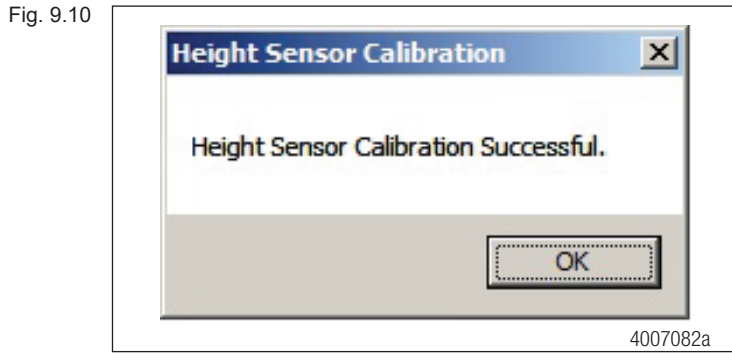 Fig. 9.10
Height Sensor Calibration
Height Sensor Calibration Successful.
OK
4007082a